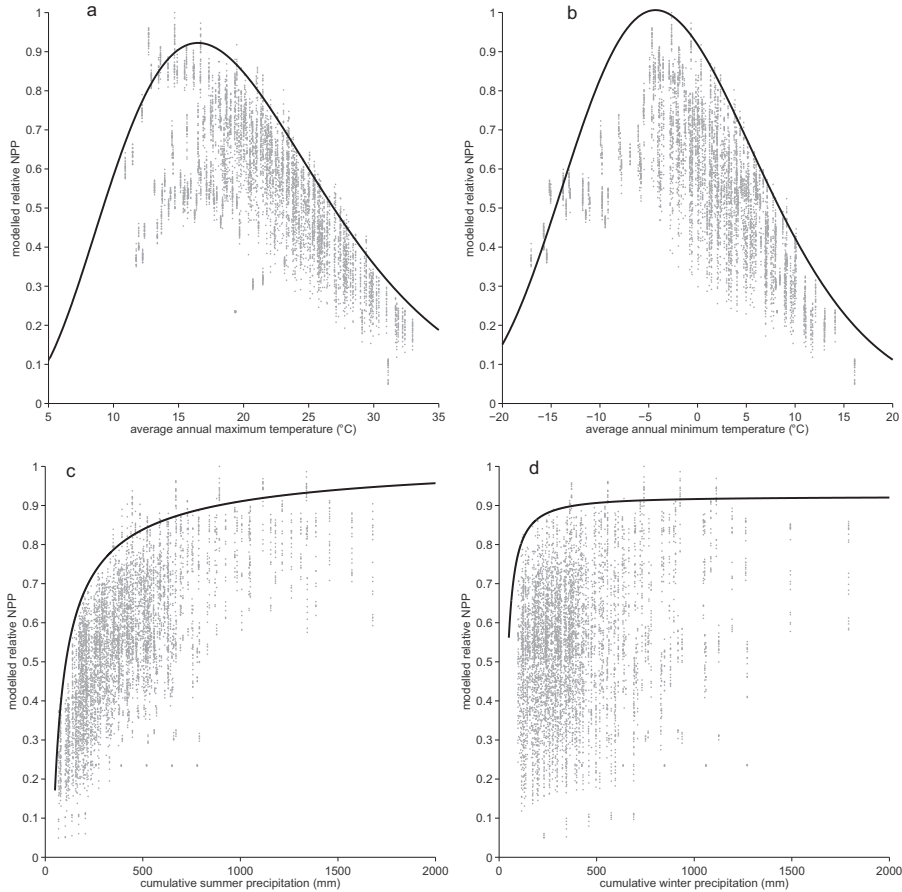 a
1
0.9
0.8
0.7
0.6
0.5
0.4
0.3
0.2
0.1
0
modelled relative NPP
5 10 15 20 25 30 35
average annual maximum temperature (°C)
b
1
0.9
0.8
0.7
0.6
0.5
0.4
0.3
0.2
0.1
0
modelled relative NPP
−20 −15 −10 −5 0 5 10 15 20
average annual minimum temperature (°C)
c
1
0.9
0.8
0.7
0.6
0.5
0.4
0.3
0.2
0.1
0
modelled relative NPP
0 500 1000 1500 2000
cumulative summer precipitation (mm)
d
1
0.9
0.8
0.7
0.6
0.5
0.4
0.3
0.2
0.1
0
modelled relative NPP
0 500 1000 1500 2000
cumulative winter precipitation (mm)